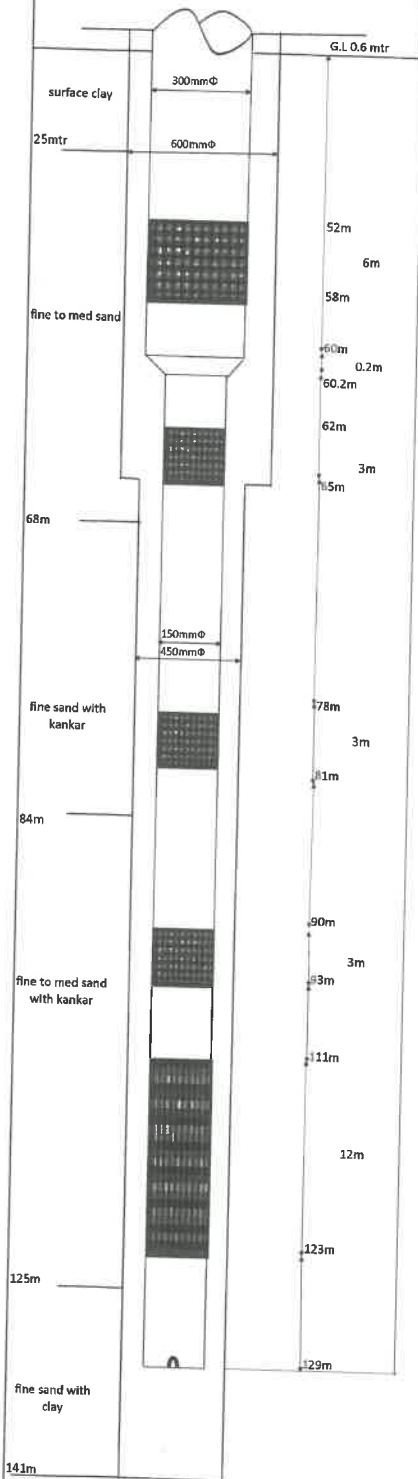 G.L 0.6 mtr
300mmΦ
surface clay
25mtr
600mmΦ
52m
6m
58m
fine to med sand
60m
0.2m
60.2m
62m
3m
65m
68m
150mmΦ
450mmΦ
78m
fine sand with
kankar
3m
81m
84m
90m
3m
93m
fine to med sand
with kankar
111m
12m
123m
125m
129m
fine sand with
clay
141m